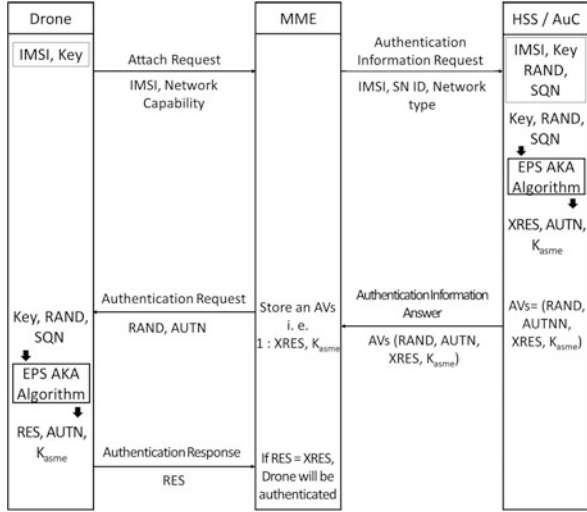 Drone
MME
HSS / AuC
IMSI, Key
Attach Request
IMSI, Network
Capability
Authentication
Information Request
IMSI, SN ID, Network
type
IMSI, Key
RAND,
SQN
Key, RAND,
SQN
EPS AKA
Algorithm
XRES, AUTN,
Kasme
Authentication Request
RAND, AUTN
Store an AVs
i. e.
1 : XRES, Kasme
Authentication Information
Answer
AVs (RAND, AUTN,
XRES, Kasme)
AVs= (RAND,
AUTNN,
XRES, Kasme)
Key, RAND,
SQN
EPS AKA
Algorithm
RES, AUTN,
Kasme
Authentication Response
RES
If RES = XRES,
Drone will be
authenticated